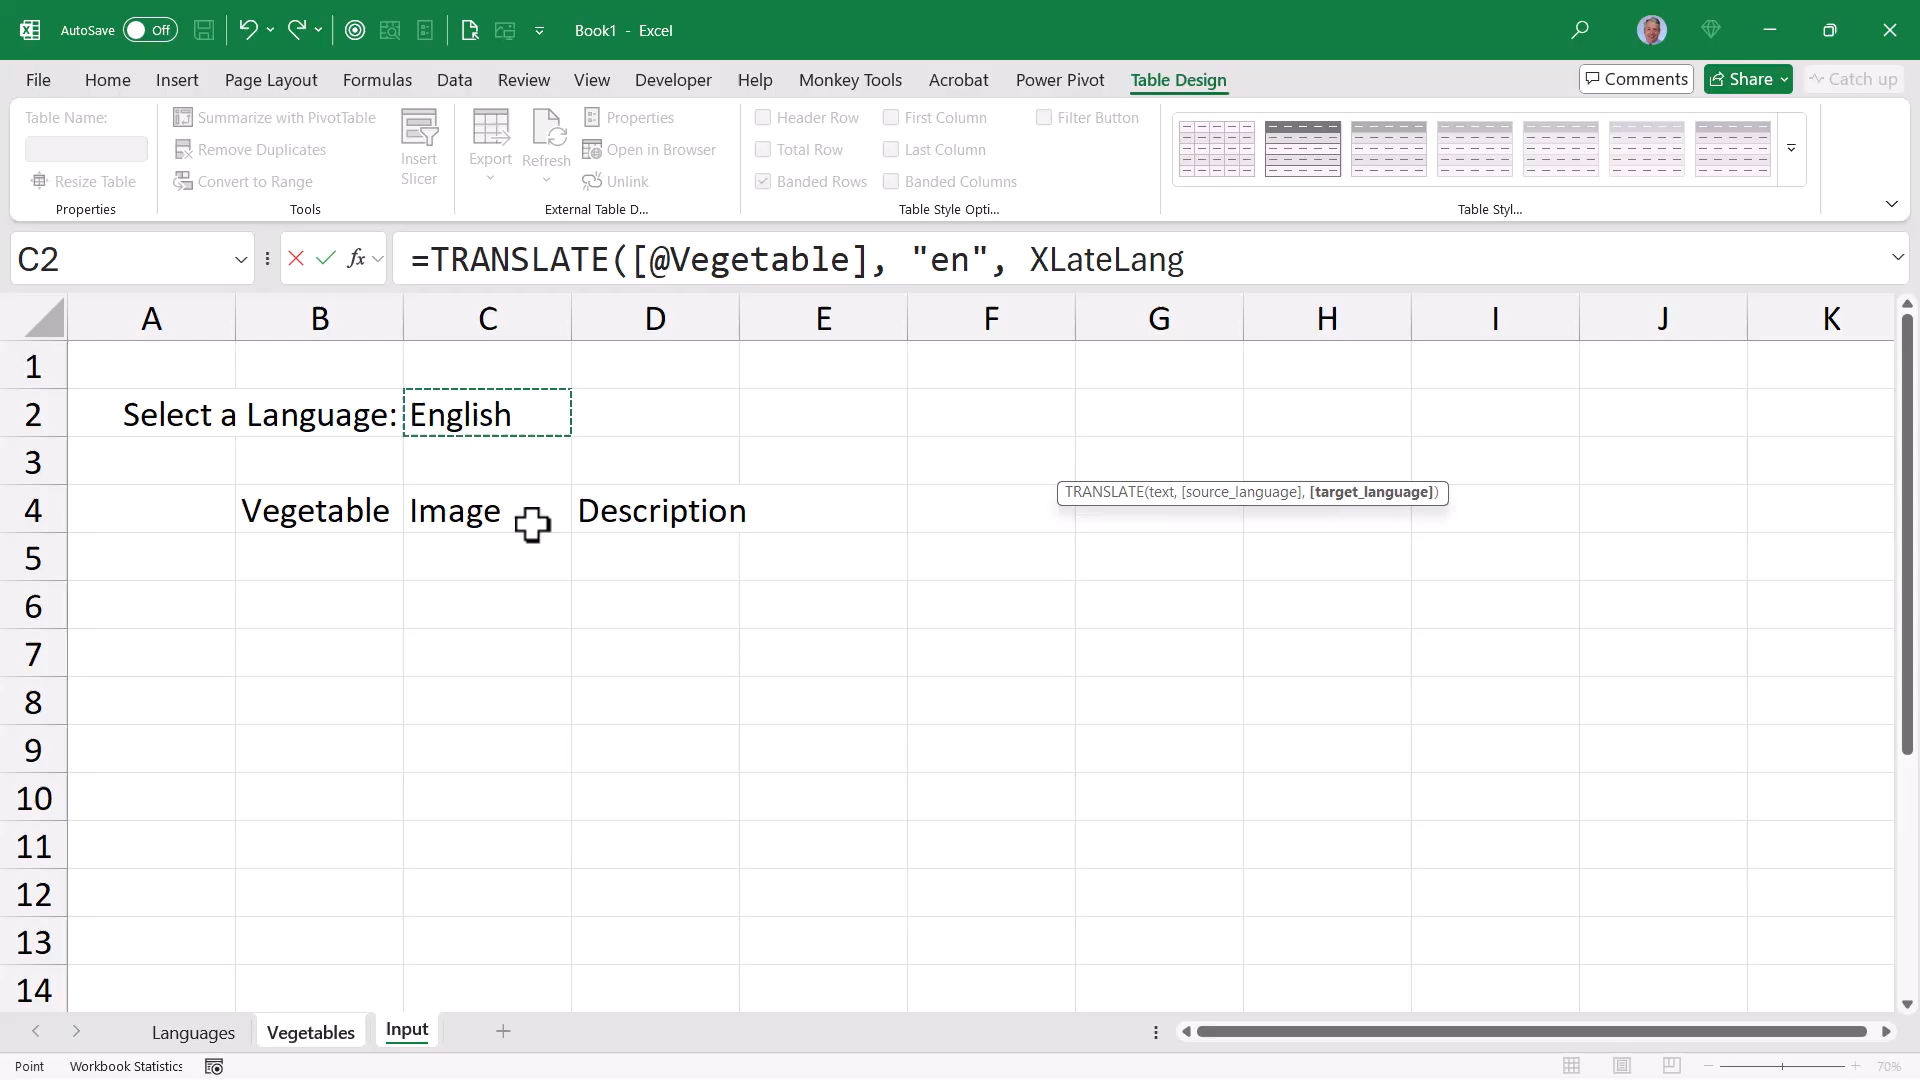 AutoSave Off Book1 - Excel
File Home Insert Page Layout Formulas Data Review View Developer Help Monkey Tools Acrobat Power Pivot Table Design Comments Share Catch up
Table Name:
Resize Table
Properties
Summarize with PivotTable
Remove Duplicates
Convert to Range
Tools
Insert
Slicer
Export
Refresh
Properties
Open in Browser
Unlink
External Table D...
Header Row First Column Filter Button
Total Row Last Column
Banded Rows Banded Columns
Table Style Opti...
Table Styl...
C2 fx =TRANSLATE([@Vegetable], "en", XLateLang
A B C D E F G H I J K
1
2 Select a Language: English
3
TRANSLATE(text, [source_language], [target_language])
4 Vegetable Image Description
5
6
7
8
9
10
11
12
13
14
Languages Vegetables Input
Point Workbook Statistics 70%